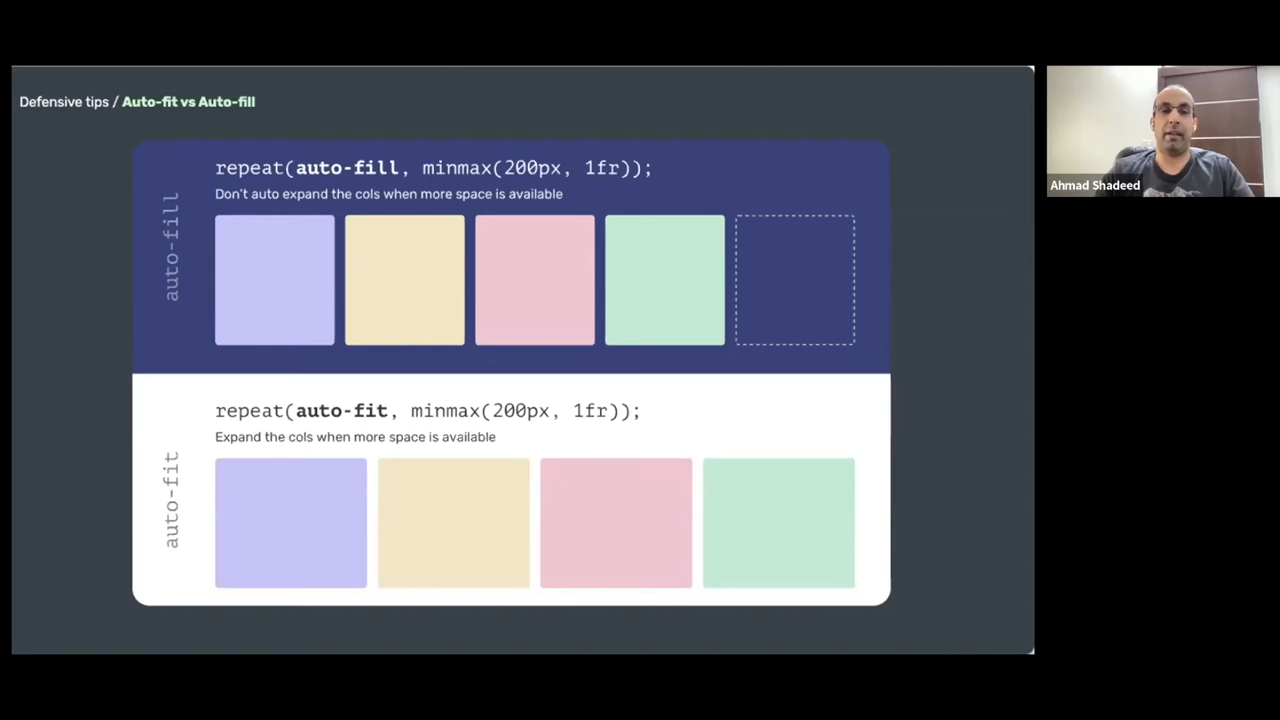 Defensive tips / Auto-fit vs Auto-fill
repeat(auto-fill, minmax(200px, 1fr));
Don't auto expand the cols when more space is available
auto-fill
repeat(auto-fit, minmax(200px, 1fr));
Expand the cols when more space is available
auto-fit
Ahmad Shadeed